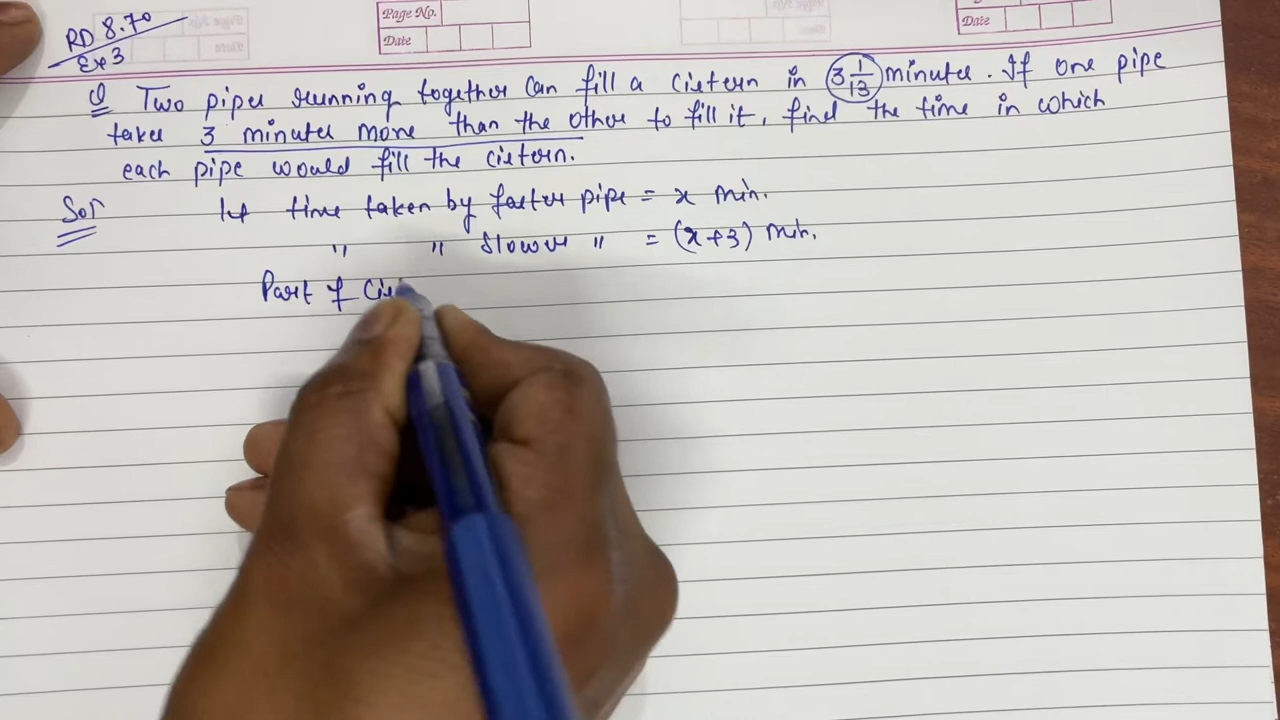 RD 8.70
Ex 3
Page No.
Date
Date
Q Two pipes running together can fill a cistern in 3 1/13 minutes. If one pipe
takes 3 minutes more than the other to fill it, find the time in which
each pipe would fill the cistern.
Sol let time taken by faster pipe = x min.
" " slower " = (x+3) min.
Part of Cis